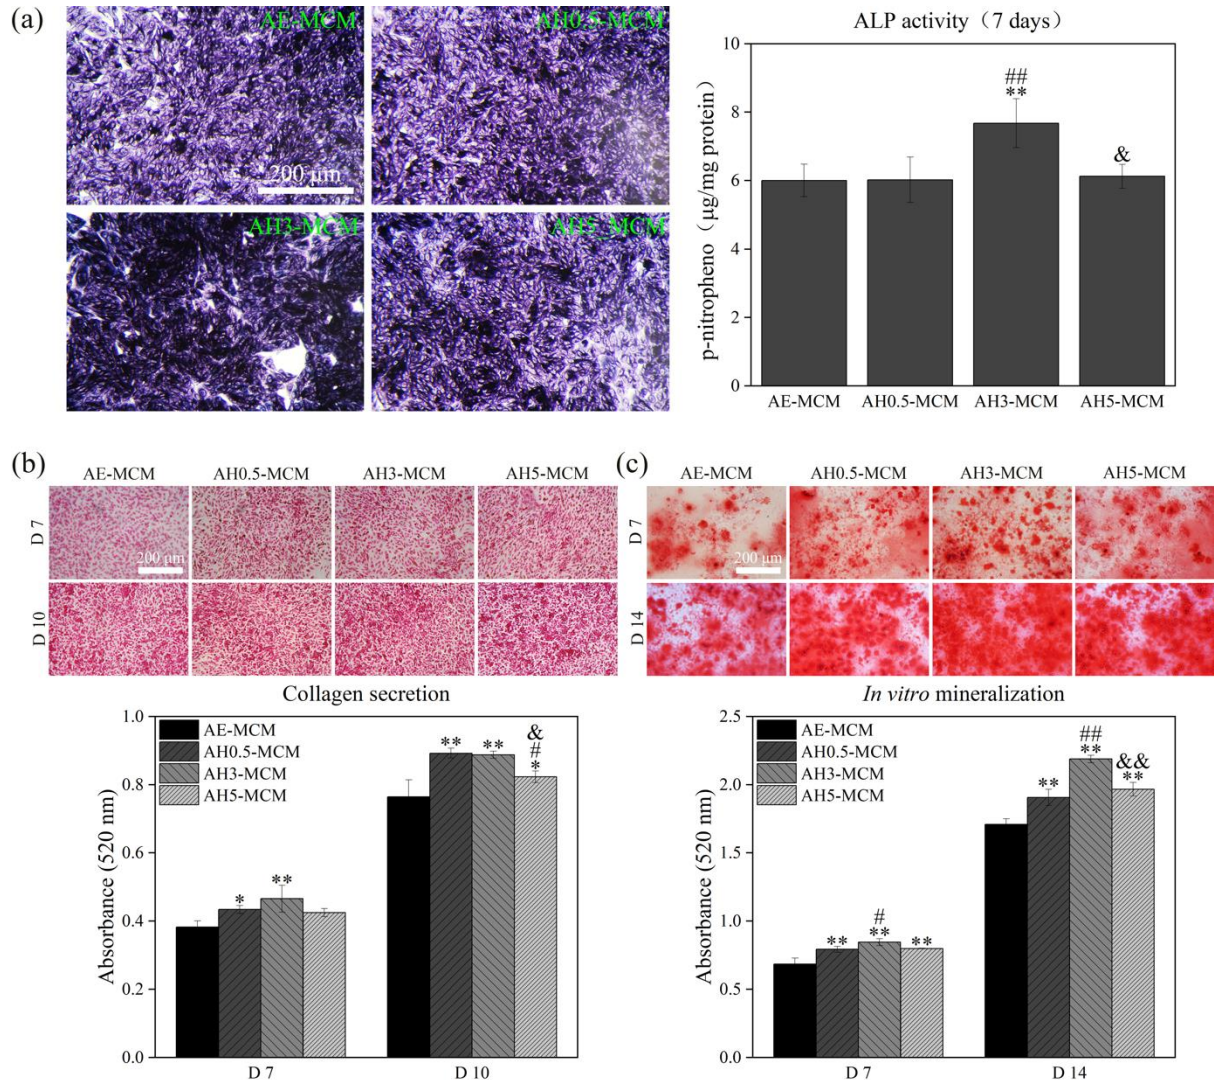 (a)
AE-MCM
AH0.5-MCM
200 μm
AH3-MCM
AH5_MCM
ALP activity（7 days）
p-nitropheno（μg/mg protein）
10
8
6
4
2
0
##
**
&
AE-MCM AH0.5-MCM AH3-MCM AH5-MCM
(b)
AE-MCM AH0.5-MCM AH3-MCM AH5-MCM
D 7
200 μm
D 10
Collagen secretion
Absorbance (520 nm)
1.0
0.8
0.6
0.4
0.2
0.0
AE-MCM
AH0.5-MCM
AH3-MCM
AH5-MCM
*
**
**
**
&
#
*
D 7 D 10
(c)
AE-MCM AH0.5-MCM AH3-MCM AH5-MCM
D 7
200 μm
D 14
In vitro mineralization
Absorbance (520 nm)
2.5
2.0
1.5
1.0
0.5
0.0
AE-MCM
AH0.5-MCM
AH3-MCM
AH5-MCM
**
#
**
**
**
##
**
&&
**
D 7 D 14